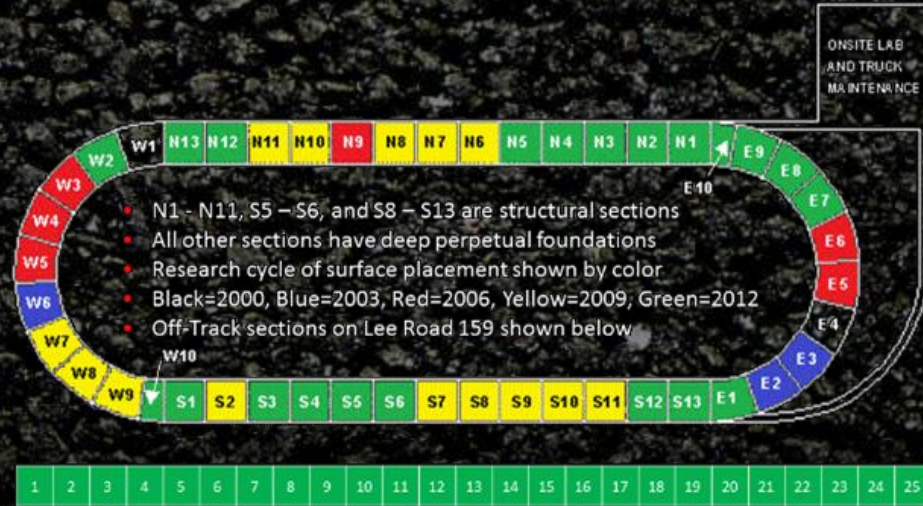 ONSITE LAB
AND TRUCK
MAINTENANCE
W2 W1 N13 N12 N11 N10 N9 N8 N7 N6 N5 N4 N3 N2 N1 E9
E10
E8
W3
E7
W4
E6
W5
E5
W6
E4
W7
E3
W8
E2
W9
W10
• N1 - N11, S5 – S6, and S8 – S13 are structural sections
• All other sections have deep perpetual foundations
• Research cycle of surface placement shown by color
• Black=2000, Blue=2003, Red=2006, Yellow=2009, Green=2012
• Off-Track sections on Lee Road 159 shown below
S1 S2 S3 S4 S5 S6 S7 S8 S9 S10 S11 S12 S13 E1
1 2 3 4 5 6 7 8 9 10 11 12 13 14 15 16 17 18 19 20 21 22 23 24 25